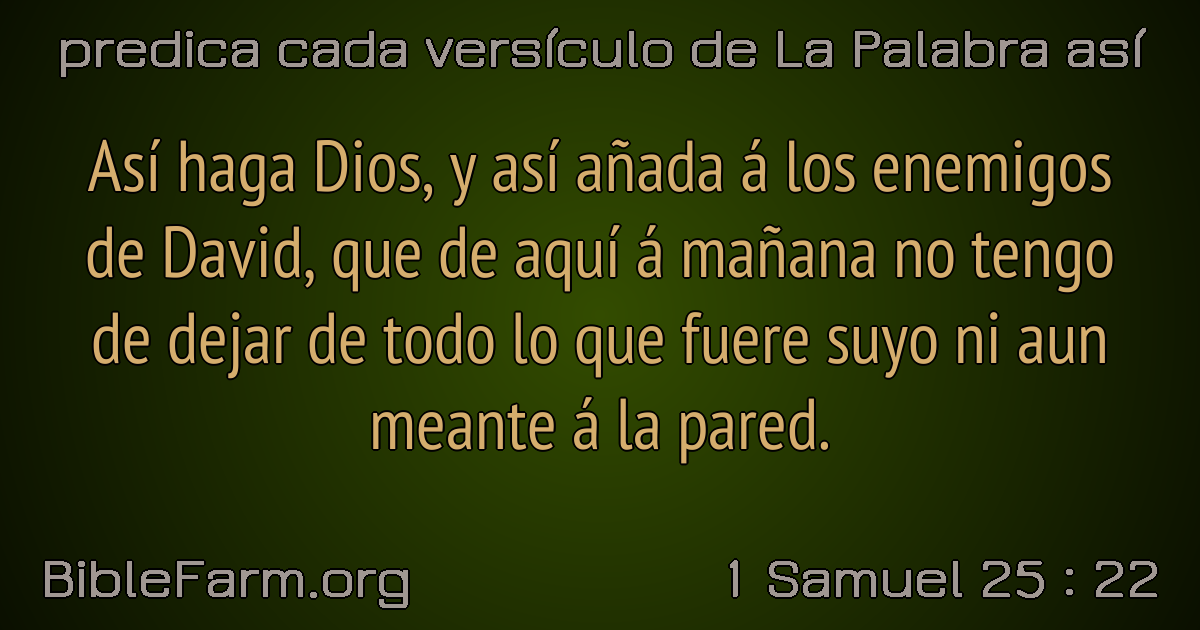 predica cada versículo de La Palabra así
Así haga Dios, y así añada á los enemigos
de David, que de aquí á mañana no tengo
de dejar de todo lo que fuere suyo ni aun
meante á la pared.
BibleFarm.org
1 Samuel 25 : 22